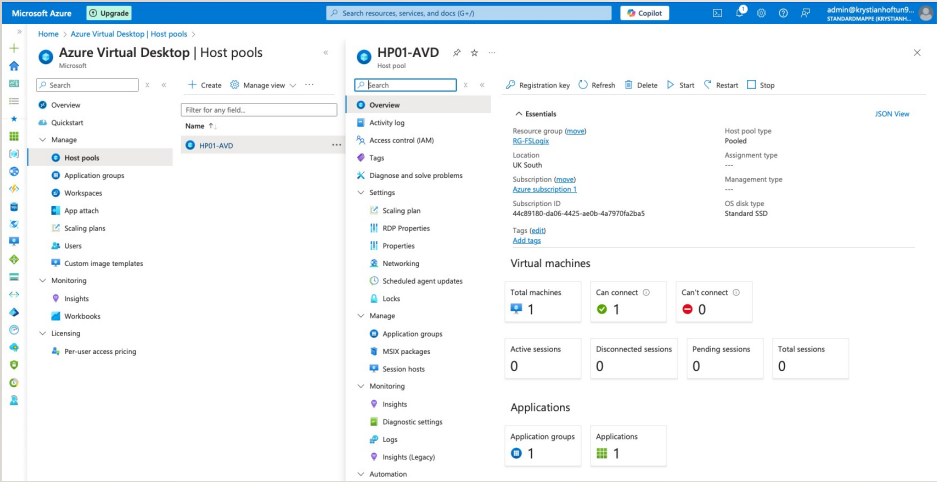 Microsoft Azure
Upgrade
Search resources, services, and docs (G+/)
Copilot
1
admin@krystianhoftun9...
STANDARDMAPPE (KRYSTIANH...
Home > Azure Virtual Desktop | Host pools >
Azure Virtual Desktop | Host pools
Microsoft
Search
Overview
Quickstart
Manage
Host pools
Application groups
Workspaces
App attach
Scaling plans
Users
Custom image templates
Monitoring
Insights
Workbooks
Licensing
Per-user access pricing
Create
Manage view
Filter for any field...
Name ↑
HP01-AVD
HP01-AVD
Host pool
Search
Overview
Activity log
Access control (IAM)
Tags
Diagnose and solve problems
Settings
Scaling plan
RDP Properties
Properties
Networking
Scheduled agent updates
Locks
Manage
Application groups
MSIX packages
Session hosts
Monitoring
Insights
Diagnostic settings
Logs
Insights (Legacy)
Automation
Registration key
Refresh
Delete
Start
Restart
Stop
Essentials
JSON View
Resource group (move)
RG-FSLogix
Location
UK South
Subscription (move)
Azure subscription 1
Subscription ID
44c89180-da06-4425-ae0b-4a7970fa2ba5
Tags (edit)
Add tags
Host pool type
Pooled
Assignment type
---
Management type
---
OS disk type
Standard SSD
Virtual machines
Total machines
1
Can connect
1
Can't connect
0
Active sessions
0
Disconnected sessions
0
Pending sessions
0
Total sessions
0
Applications
Application groups
1
Applications
1